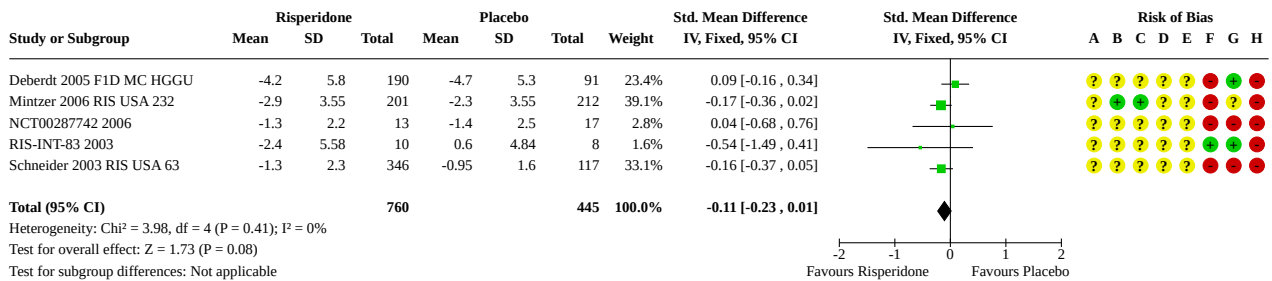 Risperidone Placebo Std. Mean Difference Std. Mean Difference Risk of Bias
Study or Subgroup Mean SD Total Mean SD Total Weight IV, Fixed, 95% CI IV, Fixed, 95% CI A B C D E F G H
Deberdt 2005 F1D MC HGGU -4.2 5.8 190 -4.7 5.3 91 23.4% 0.09 [-0.16 , 0.34] ? ? ? ? ? - + -
Mintzer 2006 RIS USA 232 -2.9 3.55 201 -2.3 3.55 212 39.1% -0.17 [-0.36 , 0.02] ? + + ? ? - ? -
NCT00287742 2006 -1.3 2.2 13 -1.4 2.5 17 2.8% 0.04 [-0.68 , 0.76] ? ? ? ? ? - - -
RIS-INT-83 2003 -2.4 5.58 10 0.6 4.84 8 1.6% -0.54 [-1.49 , 0.41] ? ? ? ? ? + + -
Schneider 2003 RIS USA 63 -1.3 2.3 346 -0.95 1.6 117 33.1% -0.16 [-0.37 , 0.05] ? ? ? ? ? - - -
Total (95% CI) 760 445 100.0% -0.11 [-0.23 , 0.01]
Heterogeneity: Chi² = 3.98, df = 4 (P = 0.41); I² = 0%
Test for overall effect: Z = 1.73 (P = 0.08)
Test for subgroup differences: Not applicable
-2 -1 0 1 2
Favours Risperidone Favours Placebo